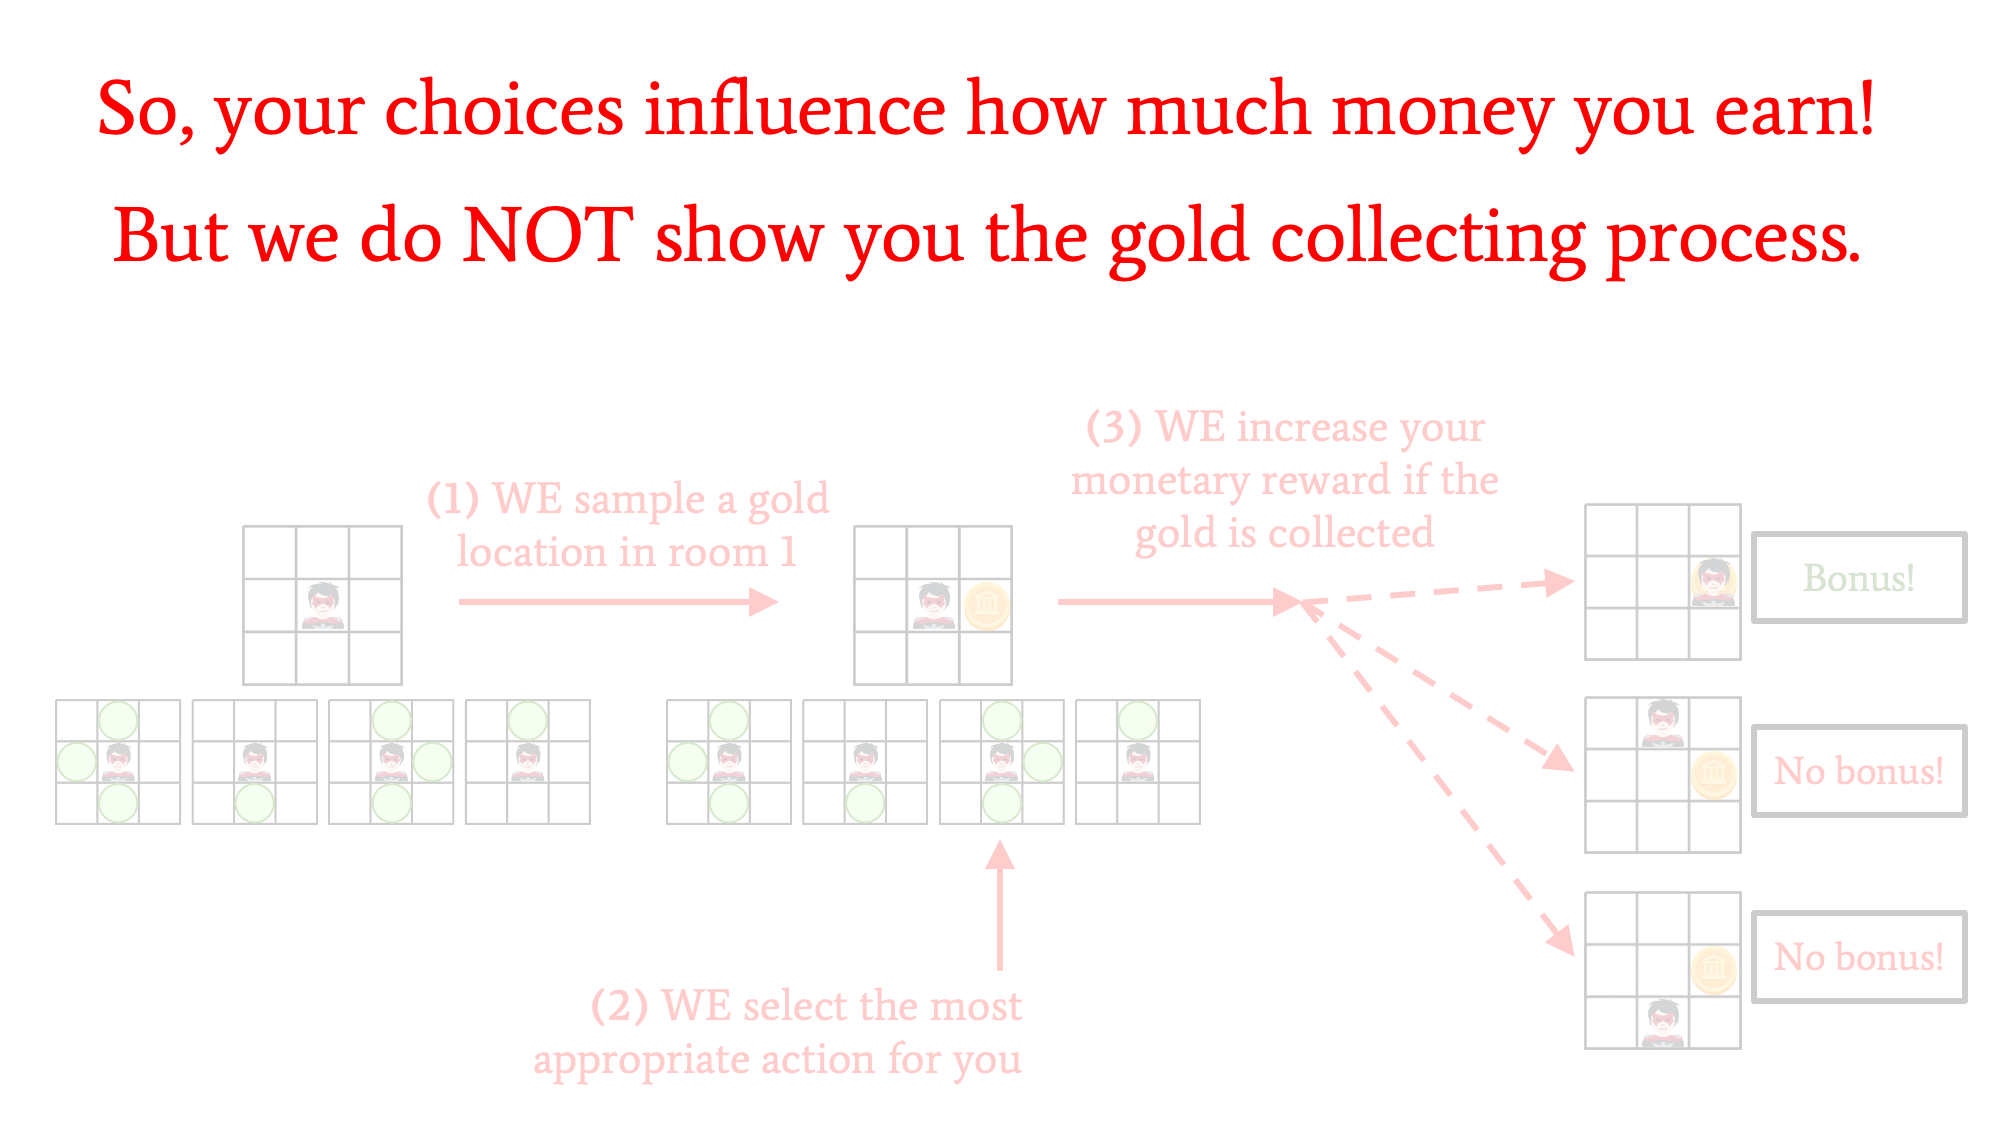 So, your choices influence how much money you earn!
But we do NOT show you the gold collecting process.
(1) WE sample a gold
location in room 1
(3) WE increase your
monetary reward if the
gold is collected
Bonus!
No bonus!
No bonus!
(2) WE select the most
appropriate action for you